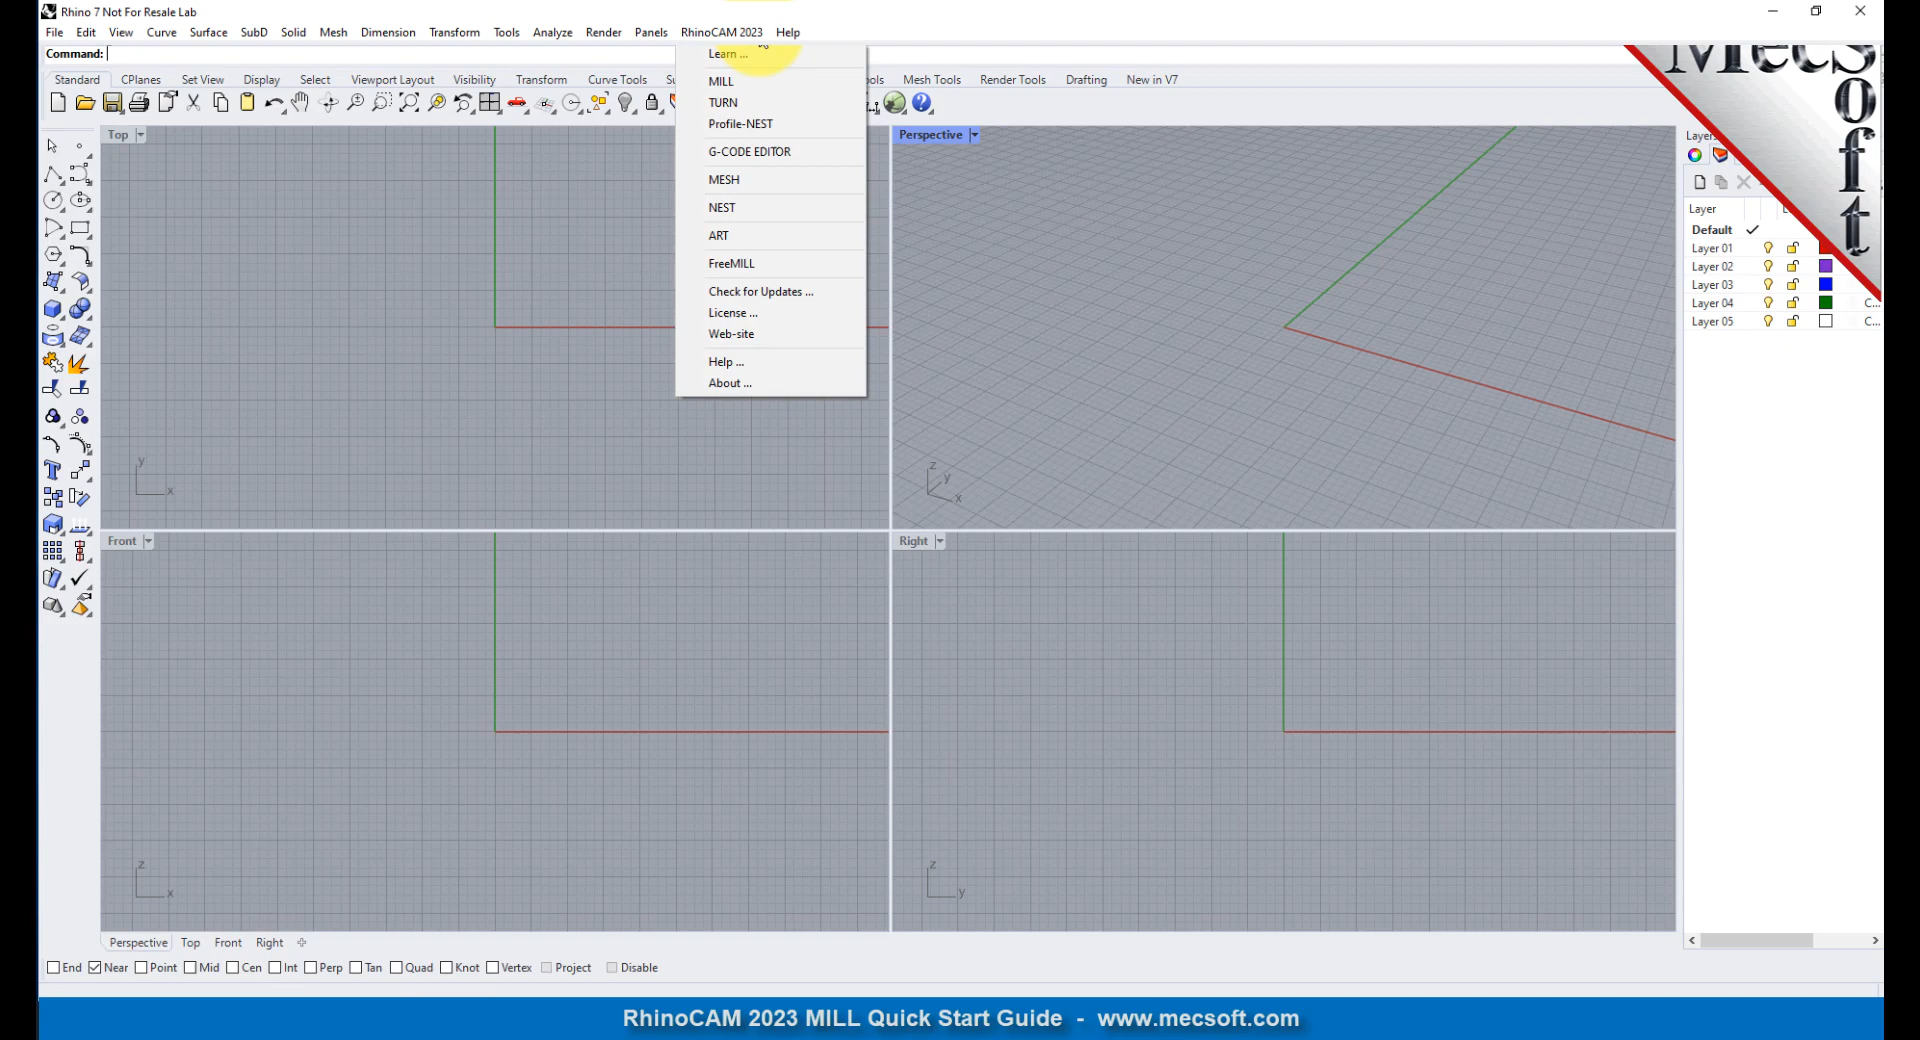 Rhino 7 Not For Resale Lab
File Edit View Curve Surface SubD Solid Mesh Dimension Transform Tools Analyze Render Panels RhinoCAM 2023 Help
Command:
Learn ...
Standard CPlanes Set View Display Select Viewport Layout Visibility Transform Curve Tools Su ols Mesh Tools Render Tools Drafting New in V7
MILL
TURN
Profile-NEST
G-CODE EDITOR
MESH
NEST
ART
FreeMILL
Check for Updates ...
License ...
Web-site
Help ...
About ...
Top
y
x
Perspective
z
y
x
Front
z
x
Right
z
y
MecSoft
Layers
Layer
Default
Layer 01
Layer 02
Layer 03
Layer 04 C...
Layer 05 C...
Perspective Top Front Right
End Near Point Mid Cen Int Perp Tan Quad Knot Vertex Project Disable
RhinoCAM 2023 MILL Quick Start Guide - www.mecsoft.com